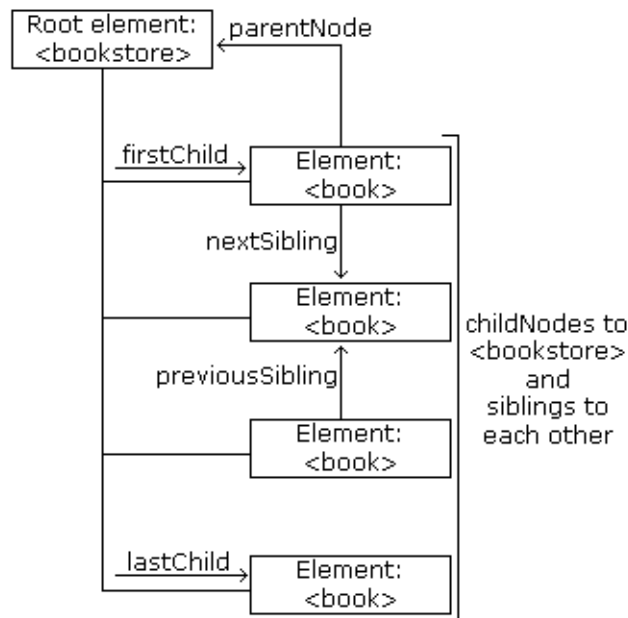 Root element:
<bookstore>
parentNode
firstChild
Element:
<book>
nextSibling
Element:
<book>
childNodes to
<bookstore>
and
siblings to
each other
previousSibling
Element:
<book>
lastChild
Element:
<book>